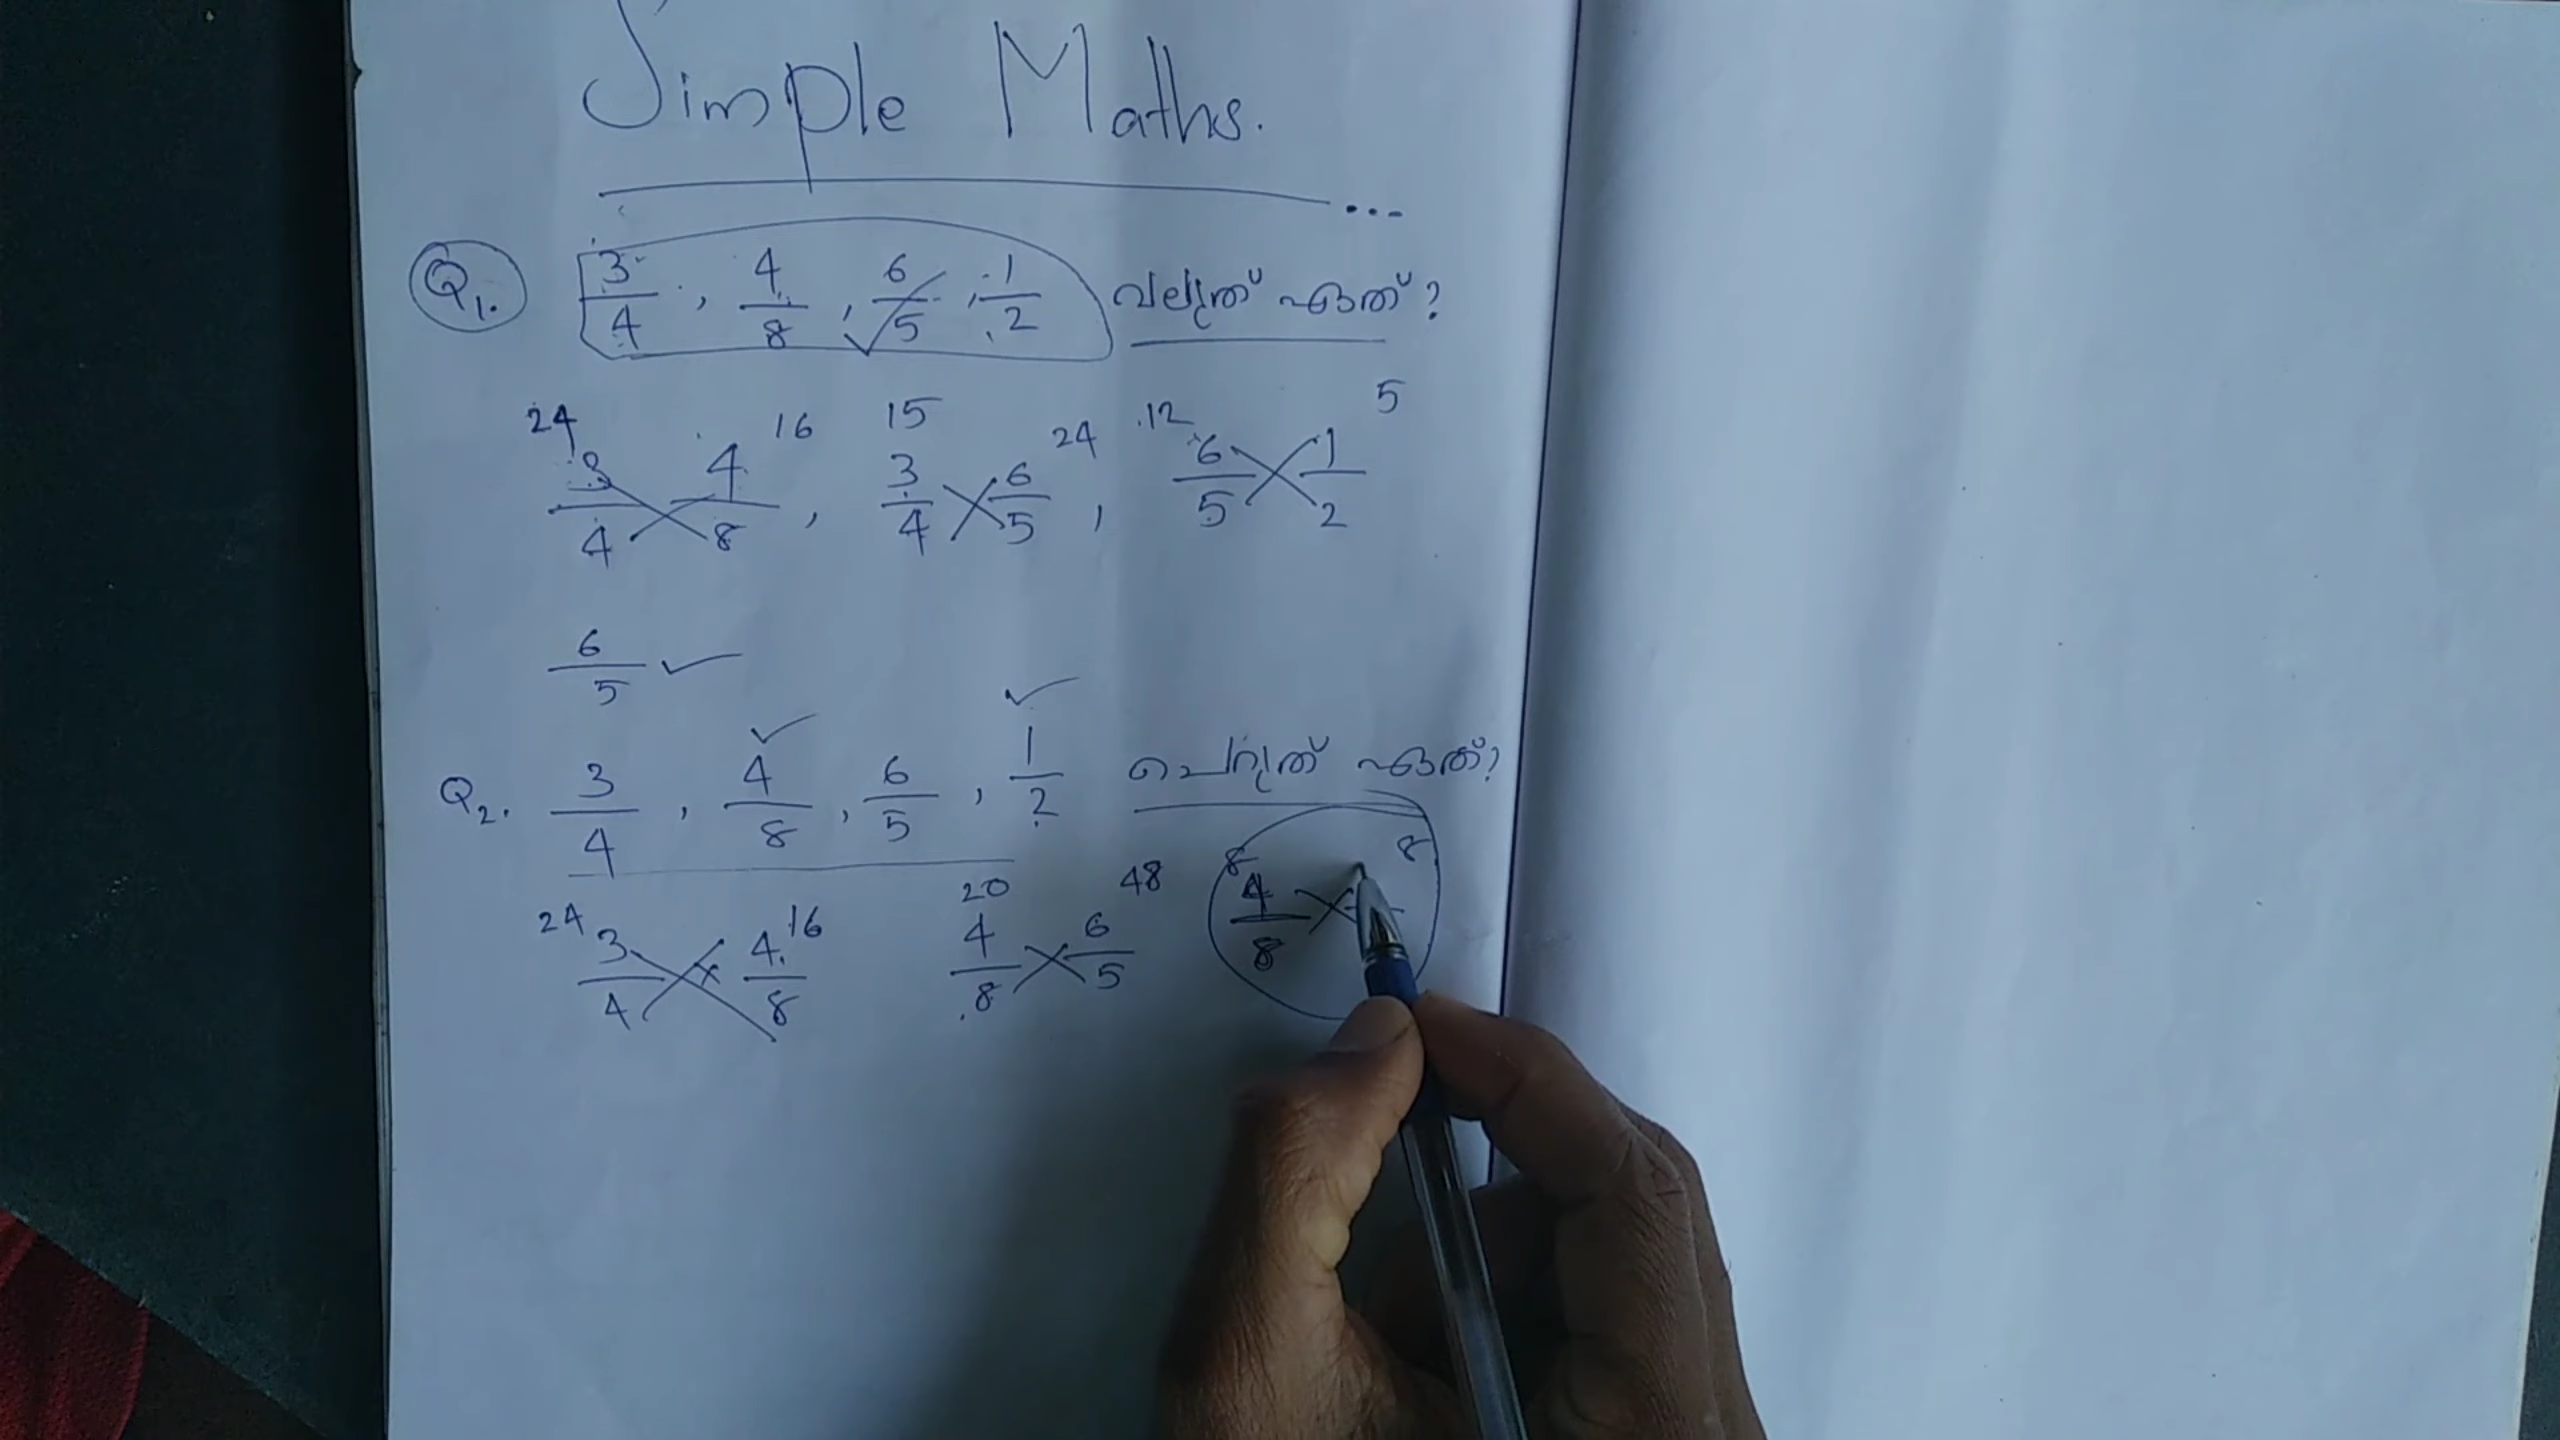 Simple Maths.
Q1. 3/4, 4/8, 6/5, 1/2 വലുത് ഏത്?
24 3/4 × 4/8 16, 15 3/4 × 6/5 24, 12 6/5 × 1/2 5
6/5 ✓
Q2. 3/4, 4/8, 6/5, 1/2 ചെറുത് ഏത്?
24 3/4 × 4/8 16 20 4/8 × 6/5 48 8 4/8 × 8